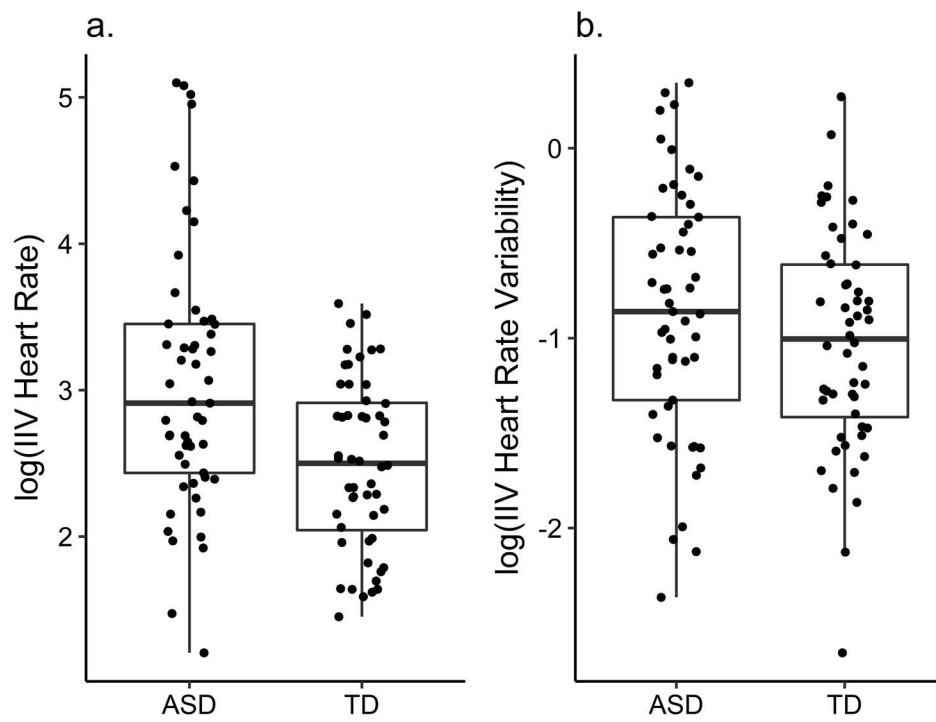 a.
log(IIV Heart Rate)
5
4
3
2
ASD
TD
b.
log(IIV Heart Rate Variability)
0
-1
-2
ASD
TD